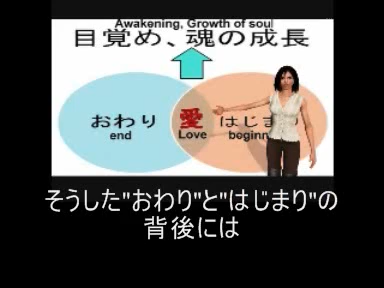 Awakening, Growth of soul
目覚め、魂の成長
おわり 愛 はじまり
end Love beginn
そうした"おわり"と"はじまり"の
背後には